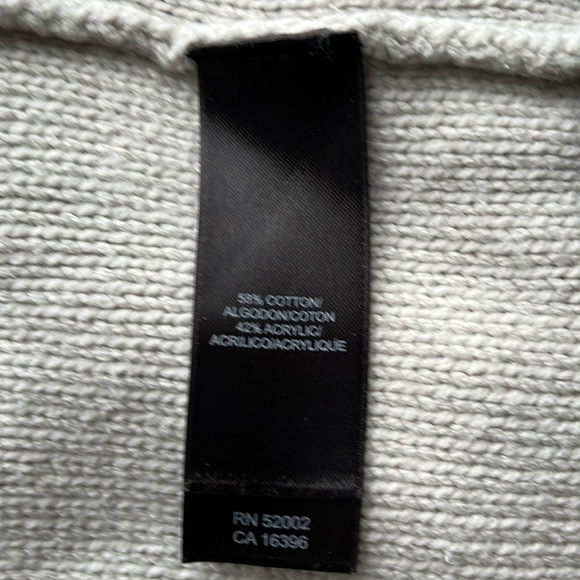 58% COTTON/
ALGODON/COTON
42% ACRYLIC/
ACRILICO/ACRYLIQUE
RN 52002
CA 16396